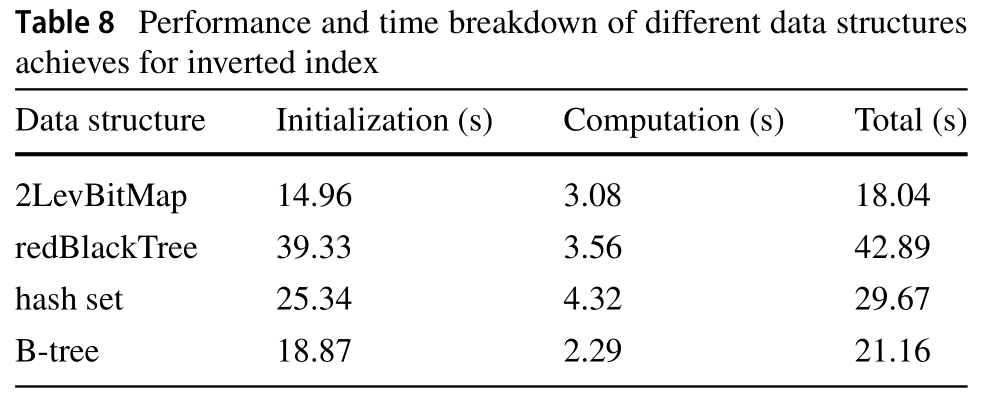 Table 8 Performance and time breakdown of different data structures
achieves for inverted index
Data structure Initialization (s) Computation (s) Total (s)
2LevBitMap 14.96 3.08 18.04
redBlackTree 39.33 3.56 42.89
hash set 25.34 4.32 29.67
B-tree 18.87 2.29 21.16